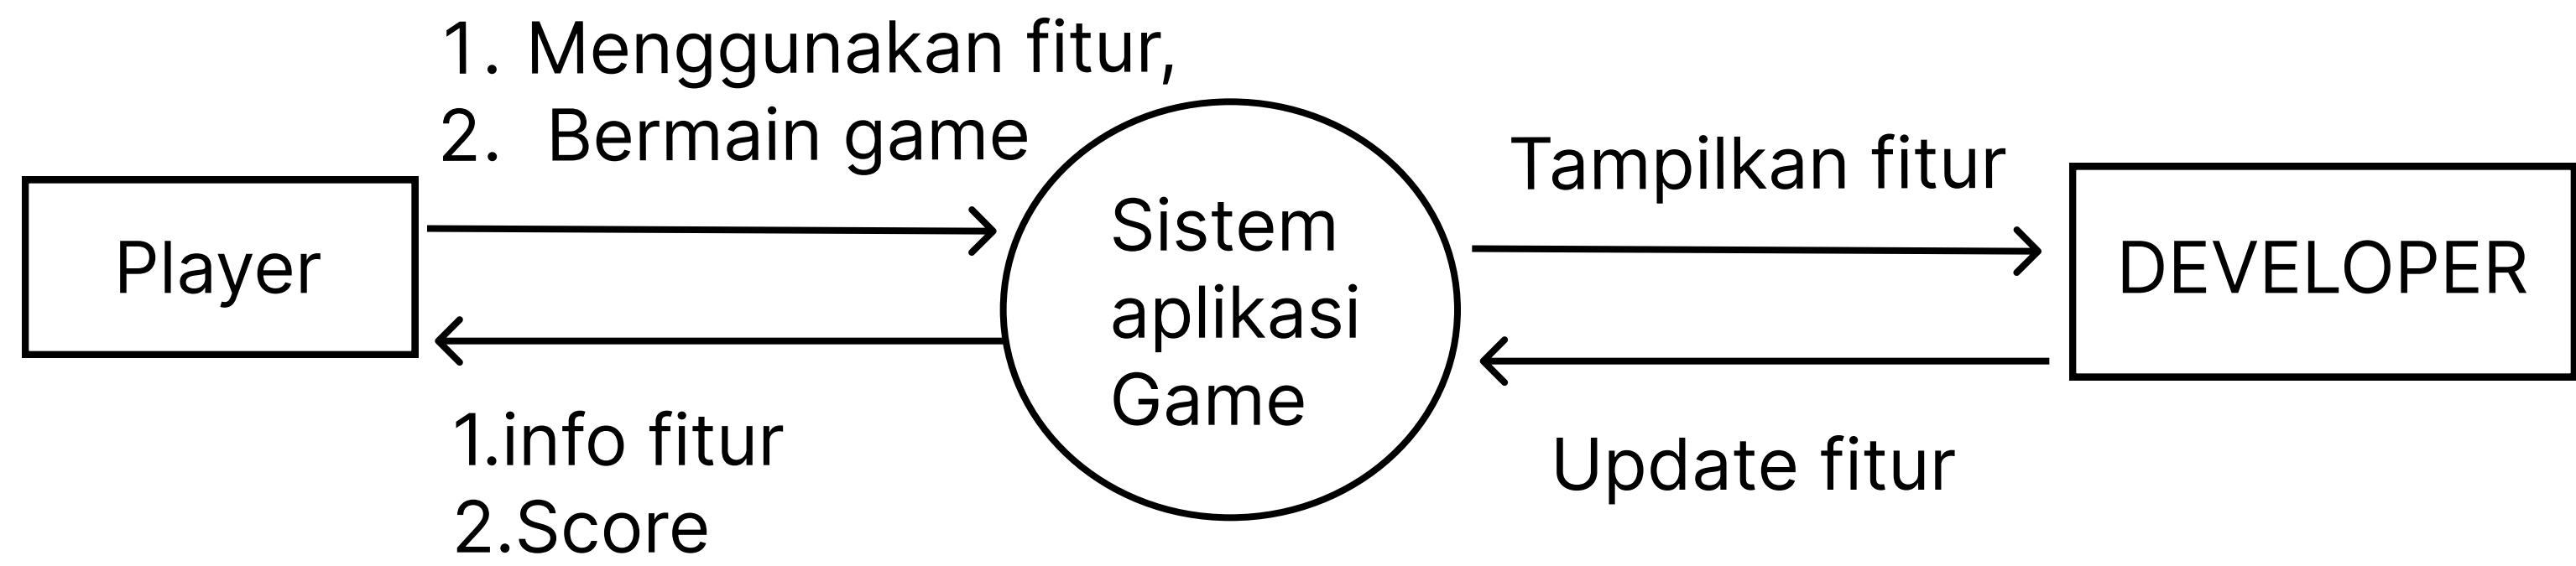 1. Menggunakan fitur,
2. Bermain game
Player
1.info fitur
2.Score
Sistem
aplikasi
Game
Tampilkan fitur
Update fitur
DEVELOPER